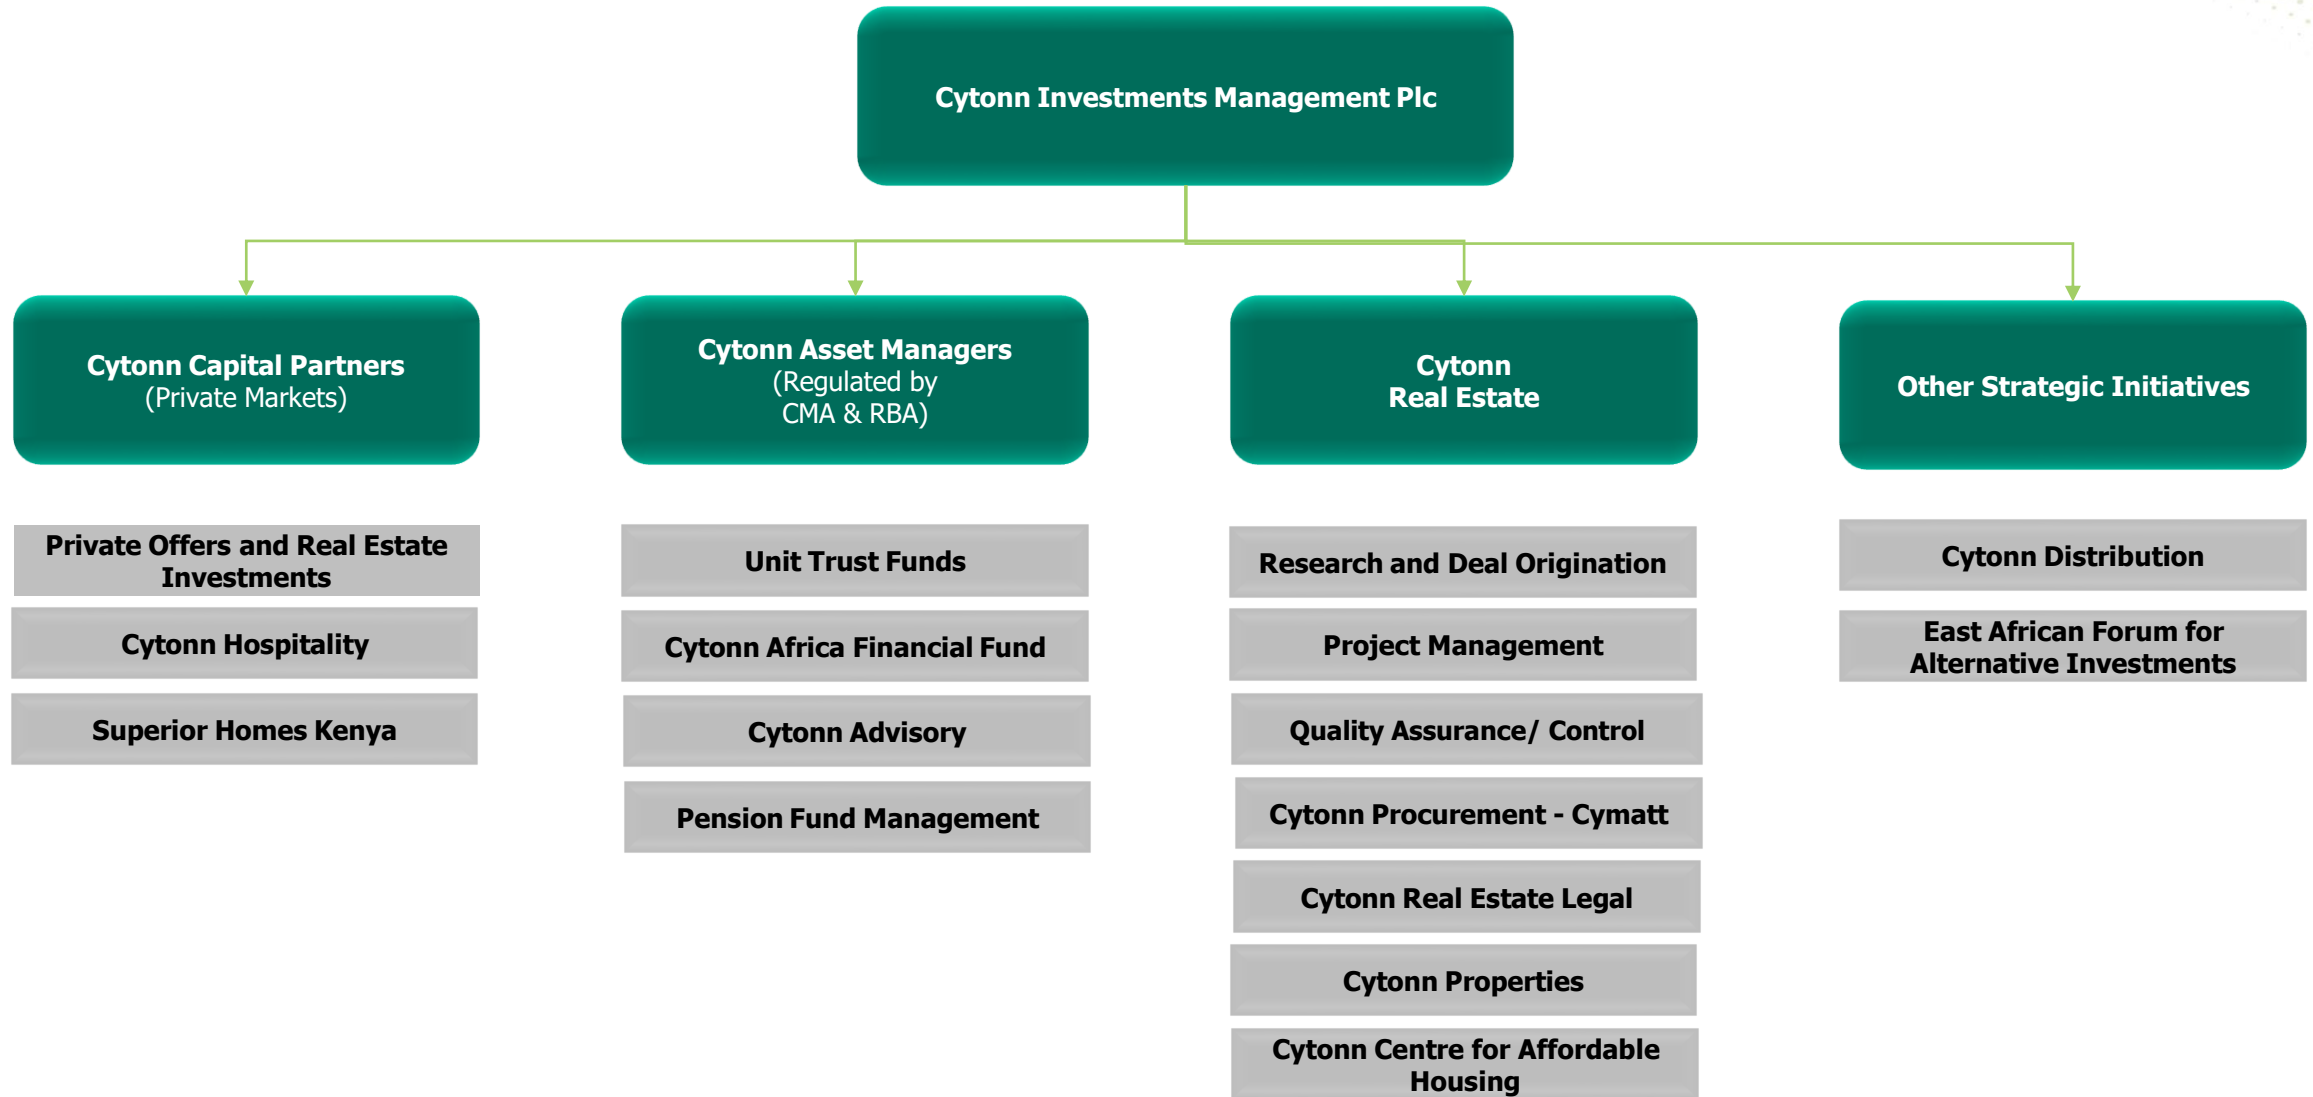 Cytonn Investments Management Plc
Cytonn Capital Partners
(Private Markets)
Cytonn Asset Managers
(Regulated by
CMA & RBA)
Cytonn
Real Estate
Other Strategic Initiatives
Private Offers and Real Estate
Investments
Cytonn Hospitality
Superior Homes Kenya
Unit Trust Funds
Cytonn Africa Financial Fund
Cytonn Advisory
Pension Fund Management
Research and Deal Origination
Project Management
Quality Assurance/ Control
Cytonn Procurement - Cymatt
Cytonn Real Estate Legal
Cytonn Properties
Cytonn Centre for Affordable
Housing
Cytonn Distribution
East African Forum for
Alternative Investments